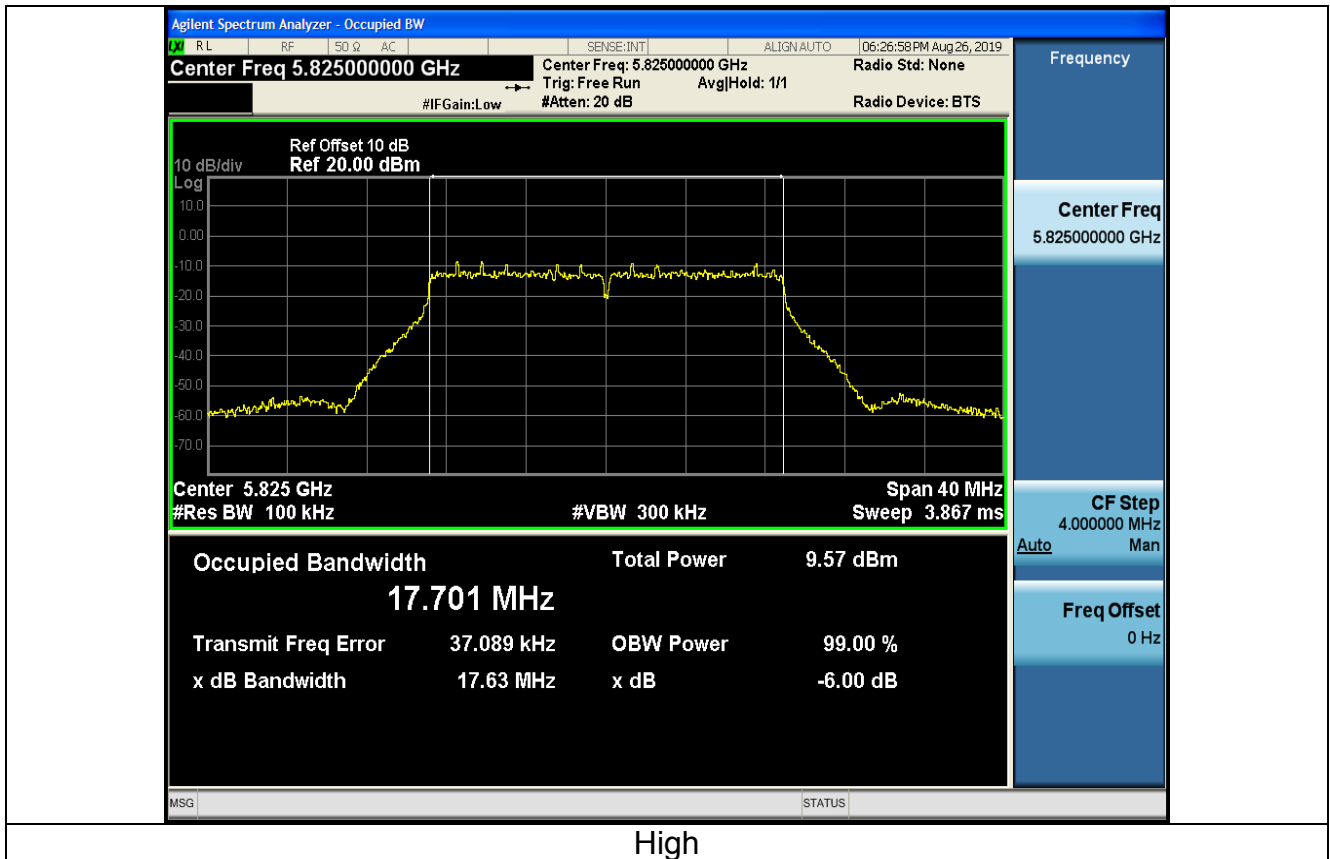 Agilent Spectrum Analyzer - Occupied BW
LXI RL RF 50 Ω AC SENSE:INT ALIGN AUTO 06:26:58 PM Aug 26, 2019
Center Freq 5.825000000 GHz
Center Freq: 5.825000000 GHz
Radio Std: None
Trig: Free Run Avg|Hold: 1/1
#IFGain:Low
#Atten: 20 dB
Radio Device: BTS
Ref Offset 10 dB
10 dB/div Ref 20.00 dBm
Log
10.0
0.00
-10.0
-20.0
-30.0
-40.0
-50.0
-60.0
-70.0
Center 5.825 GHz Span 40 MHz
#Res BW 100 kHz #VBW 300 kHz Sweep 3.867 ms
Occupied Bandwidth Total Power 9.57 dBm
17.701 MHz
Transmit Freq Error 37.089 kHz OBW Power 99.00 %
x dB Bandwidth 17.63 MHz x dB -6.00 dB
Frequency
Center Freq
5.825000000 GHz
CF Step
4.000000 MHz
Auto Man
Freq Offset
0 Hz
MSG STATUS
High